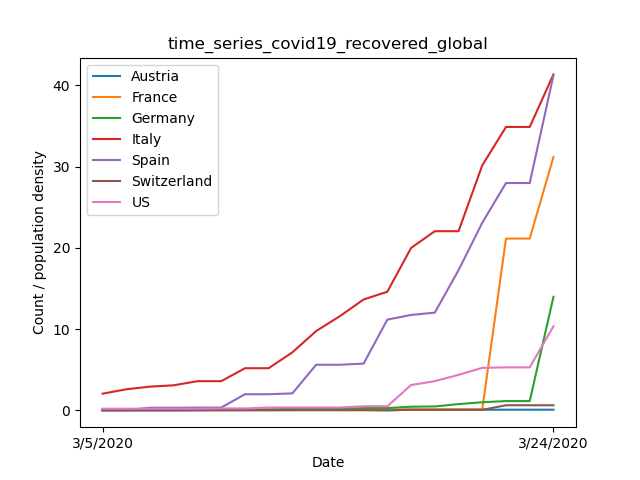 time_series_covid19_recovered_global
Count / population density
40
30
20
10
0
Austria
France
Germany
Italy
Spain
Switzerland
US
3/5/2020
3/24/2020
Date